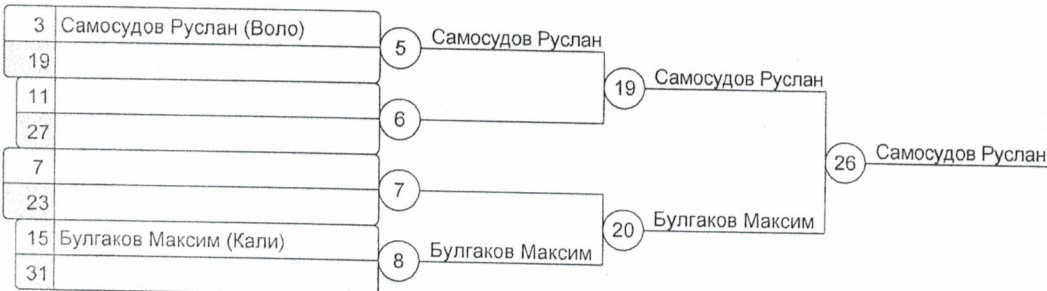 3 Самосудов Руслан (Воло)
5 Самосудов Руслан
19
19 Самосудов Руслан
11
6
27
26 Самосудов Руслан
7
7
23
20 Булгаков Максим
15 Булгаков Максим (Кали)
8 Булгаков Максим
31